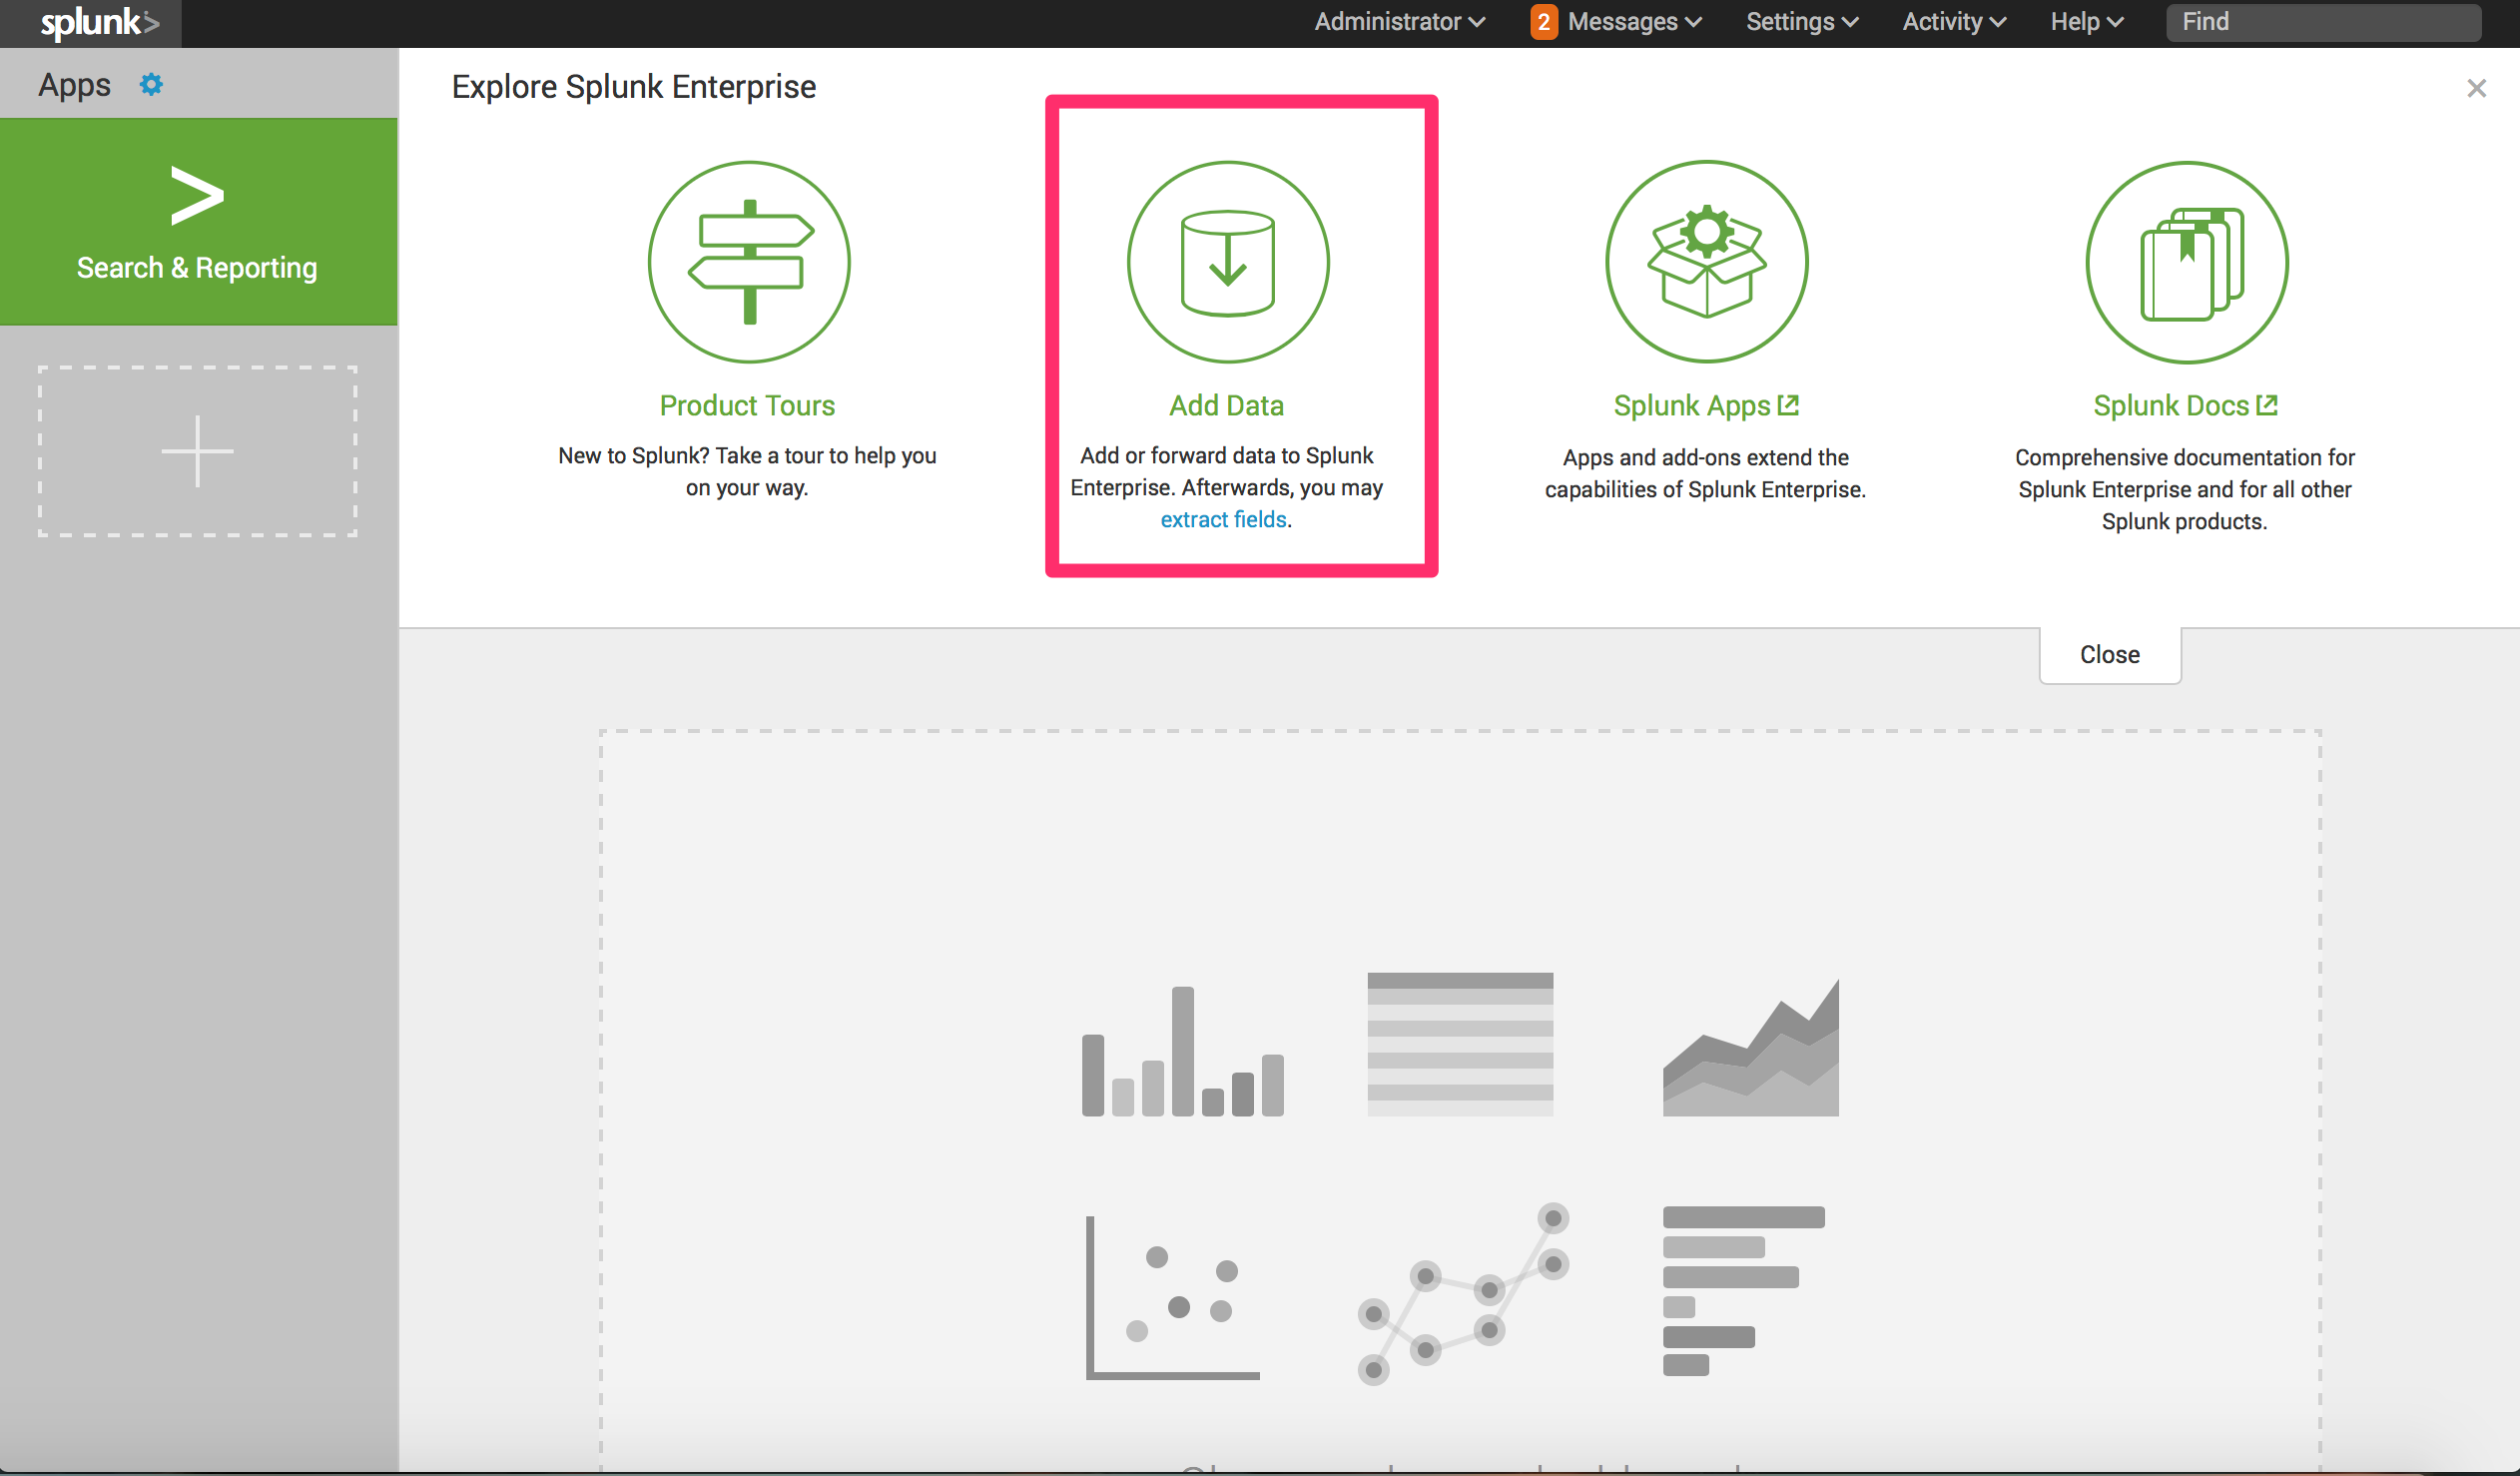 splunk>
Administrator
2 Messages
Settings
Activity
Help
Find
Apps
Explore Splunk Enterprise
Search & Reporting
Product Tours
New to Splunk? Take a tour to help you
on your way.
Add Data
Add or forward data to Splunk
Enterprise. Afterwards, you may
extract fields.
Splunk Apps
Apps and add-ons extend the
capabilities of Splunk Enterprise.
Splunk Docs
Comprehensive documentation for
Splunk Enterprise and for all other
Splunk products.
Close